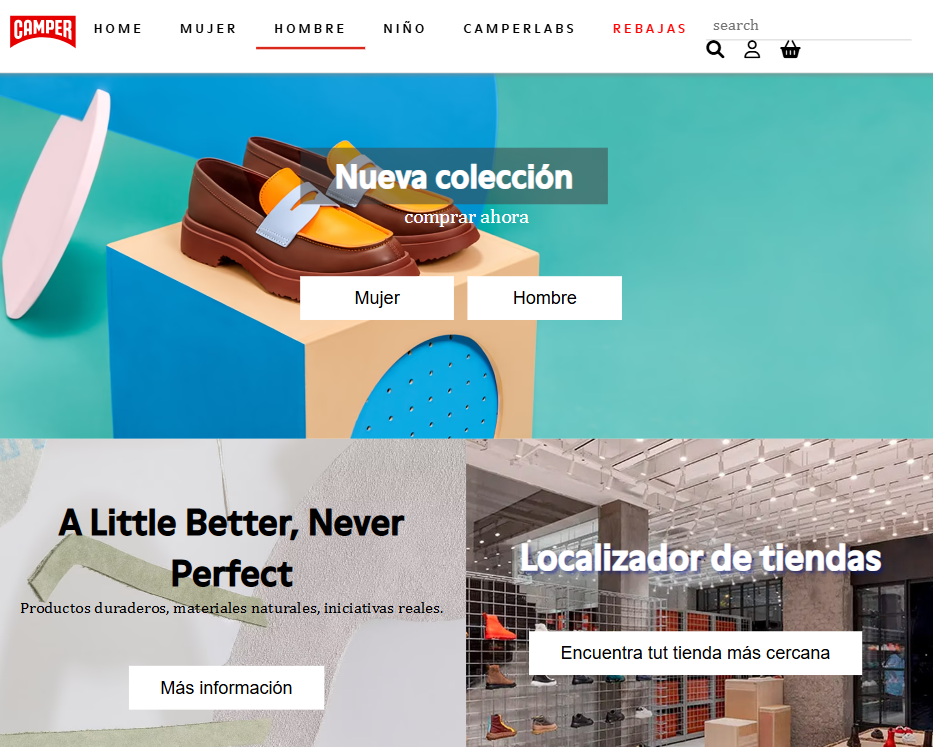 CAMPER
HOME MUJER HOMBRE NIÑO CAMPERLABS REBAJAS search
Nueva colección
comprar ahora
Mujer Hombre
A Little Better, Never
Perfect
Productos duraderos, materiales naturales, iniciativas reales.
Más información
Localizador de tiendas
Encuentra tut tienda más cercana